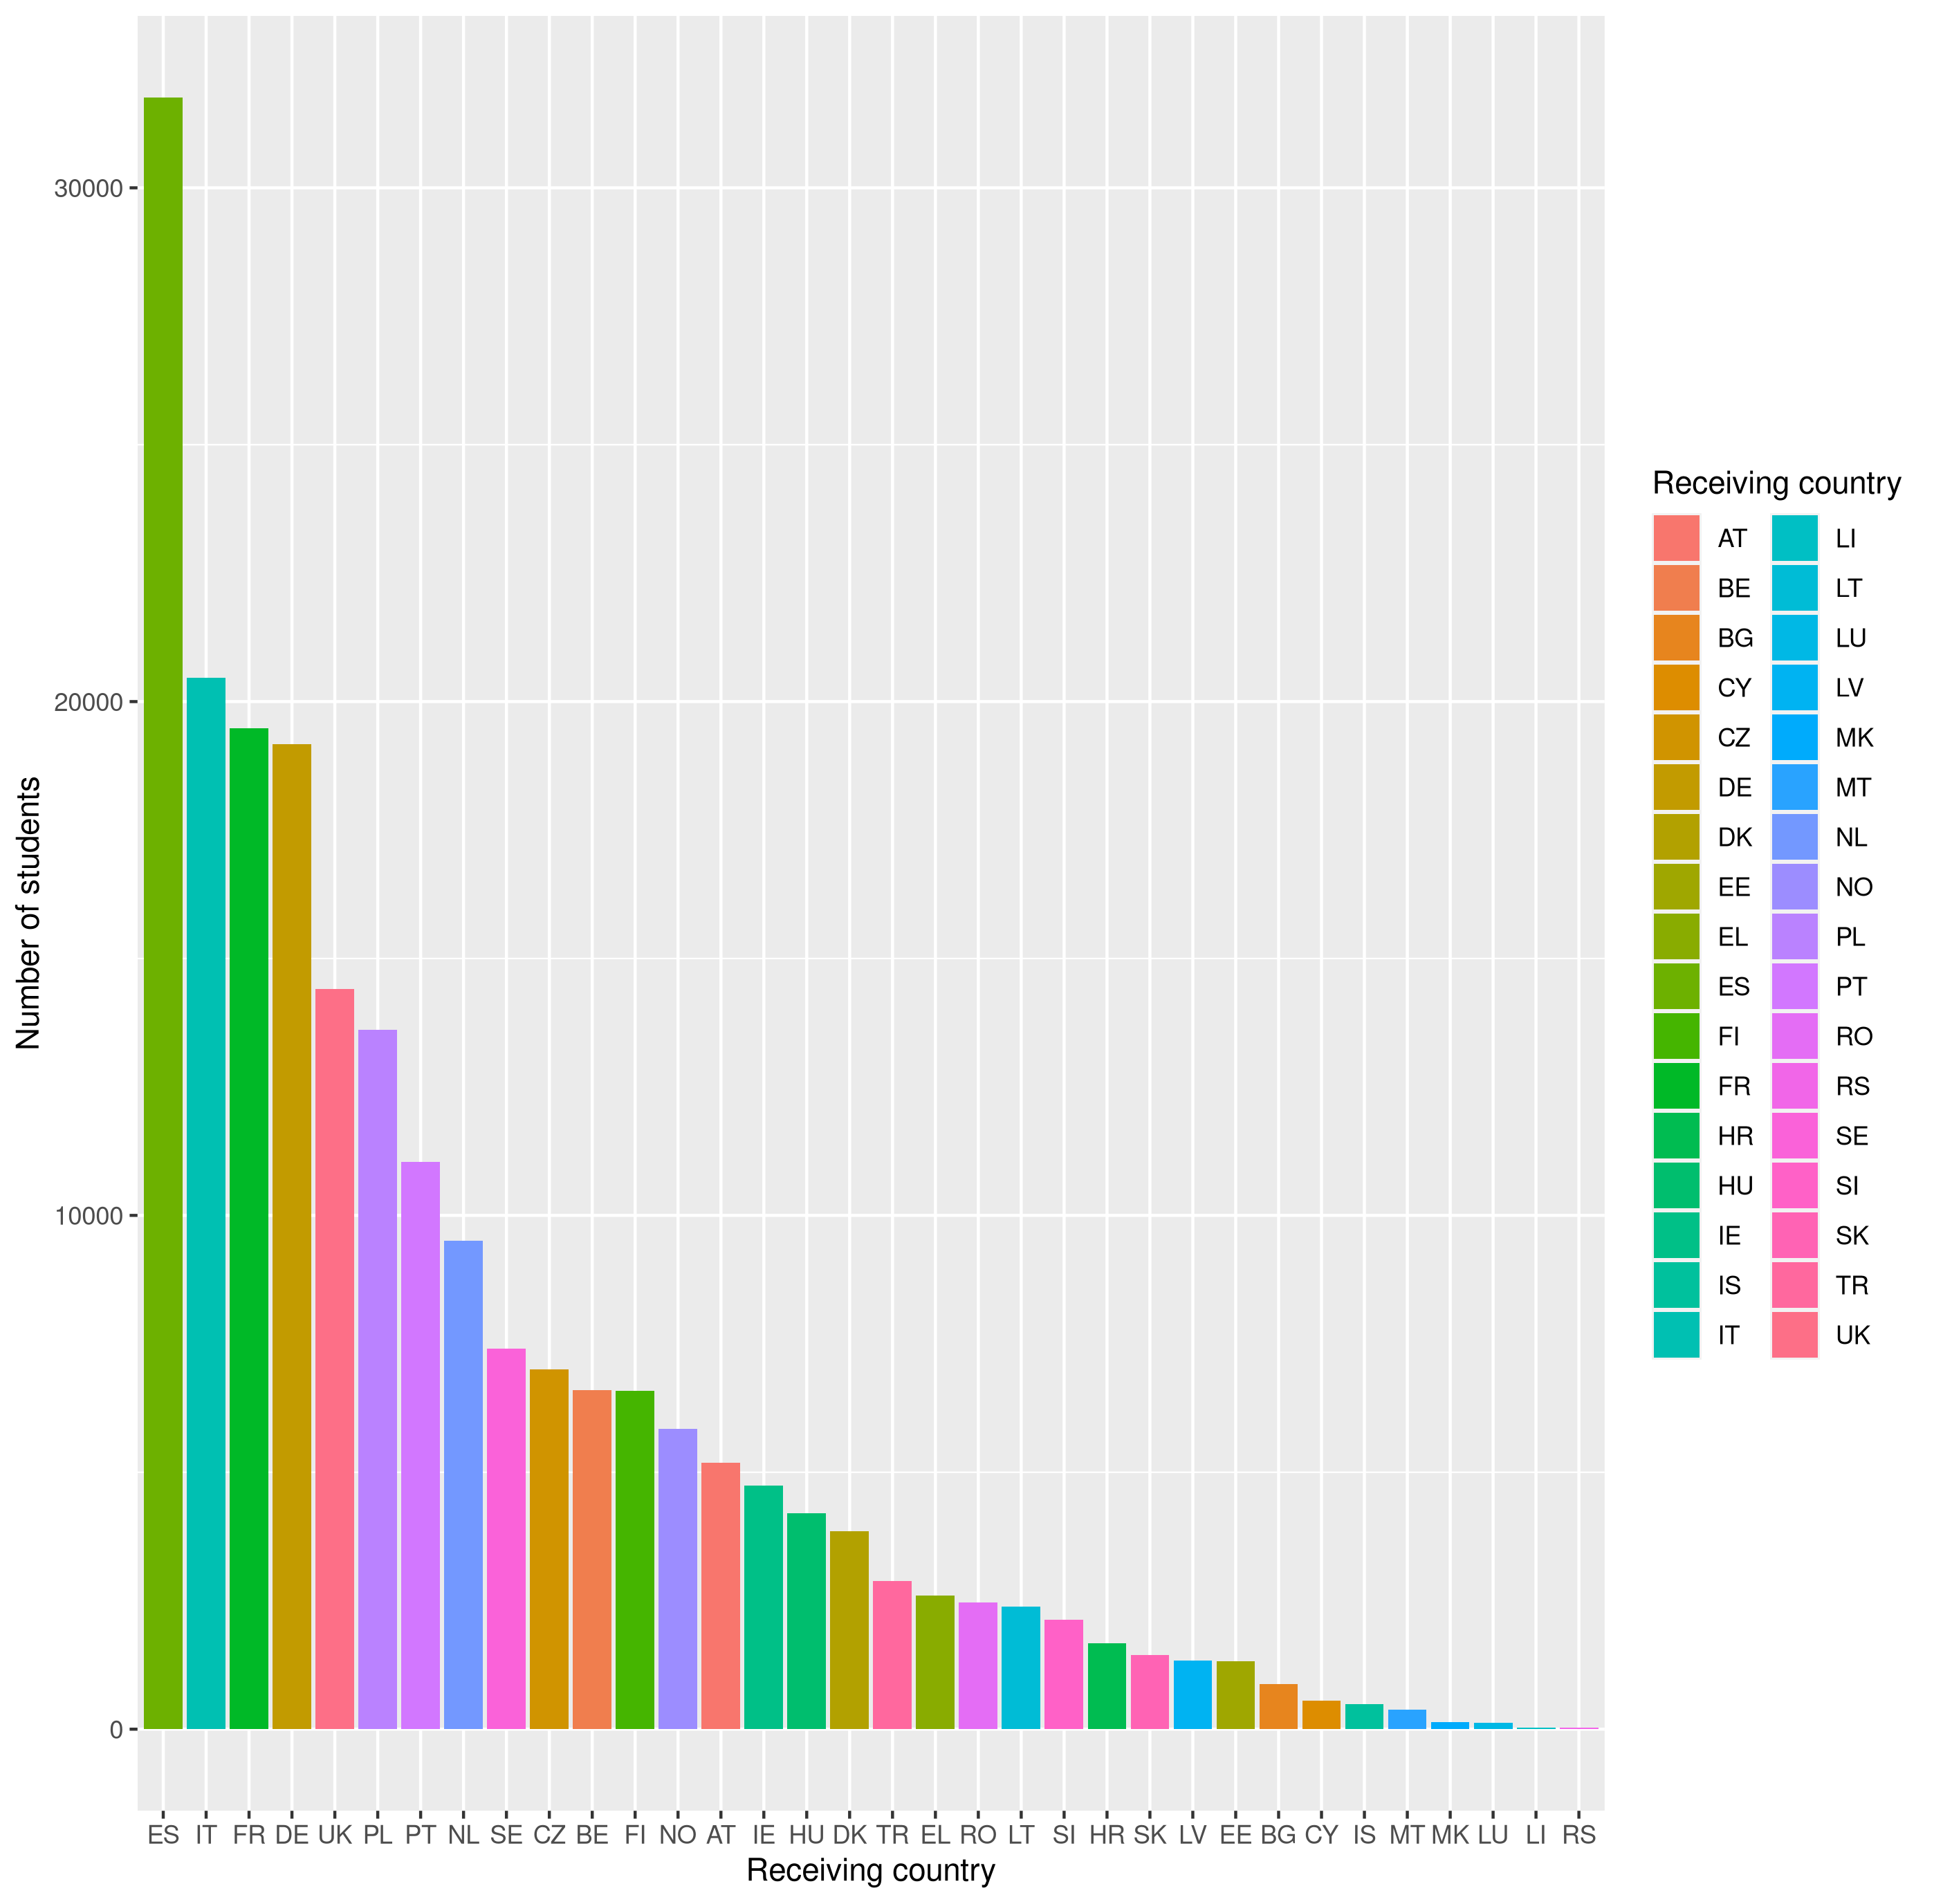 Number of students
30000
20000
10000
0
ES IT FR DE UK PL PT NL SE CZ BE FI NO AT IE HU DK TR EL RO LT SI HR SK LV EE BG CY IS MT MK LU LI RS
Receiving country
Receiving country
AT LI
BE LT
BG LU
CY LV
CZ MK
DE MT
DK NL
EE NO
EL PL
ES PT
FI RO
FR RS
HR SE
HU SI
IE SK
IS TR
IT UK